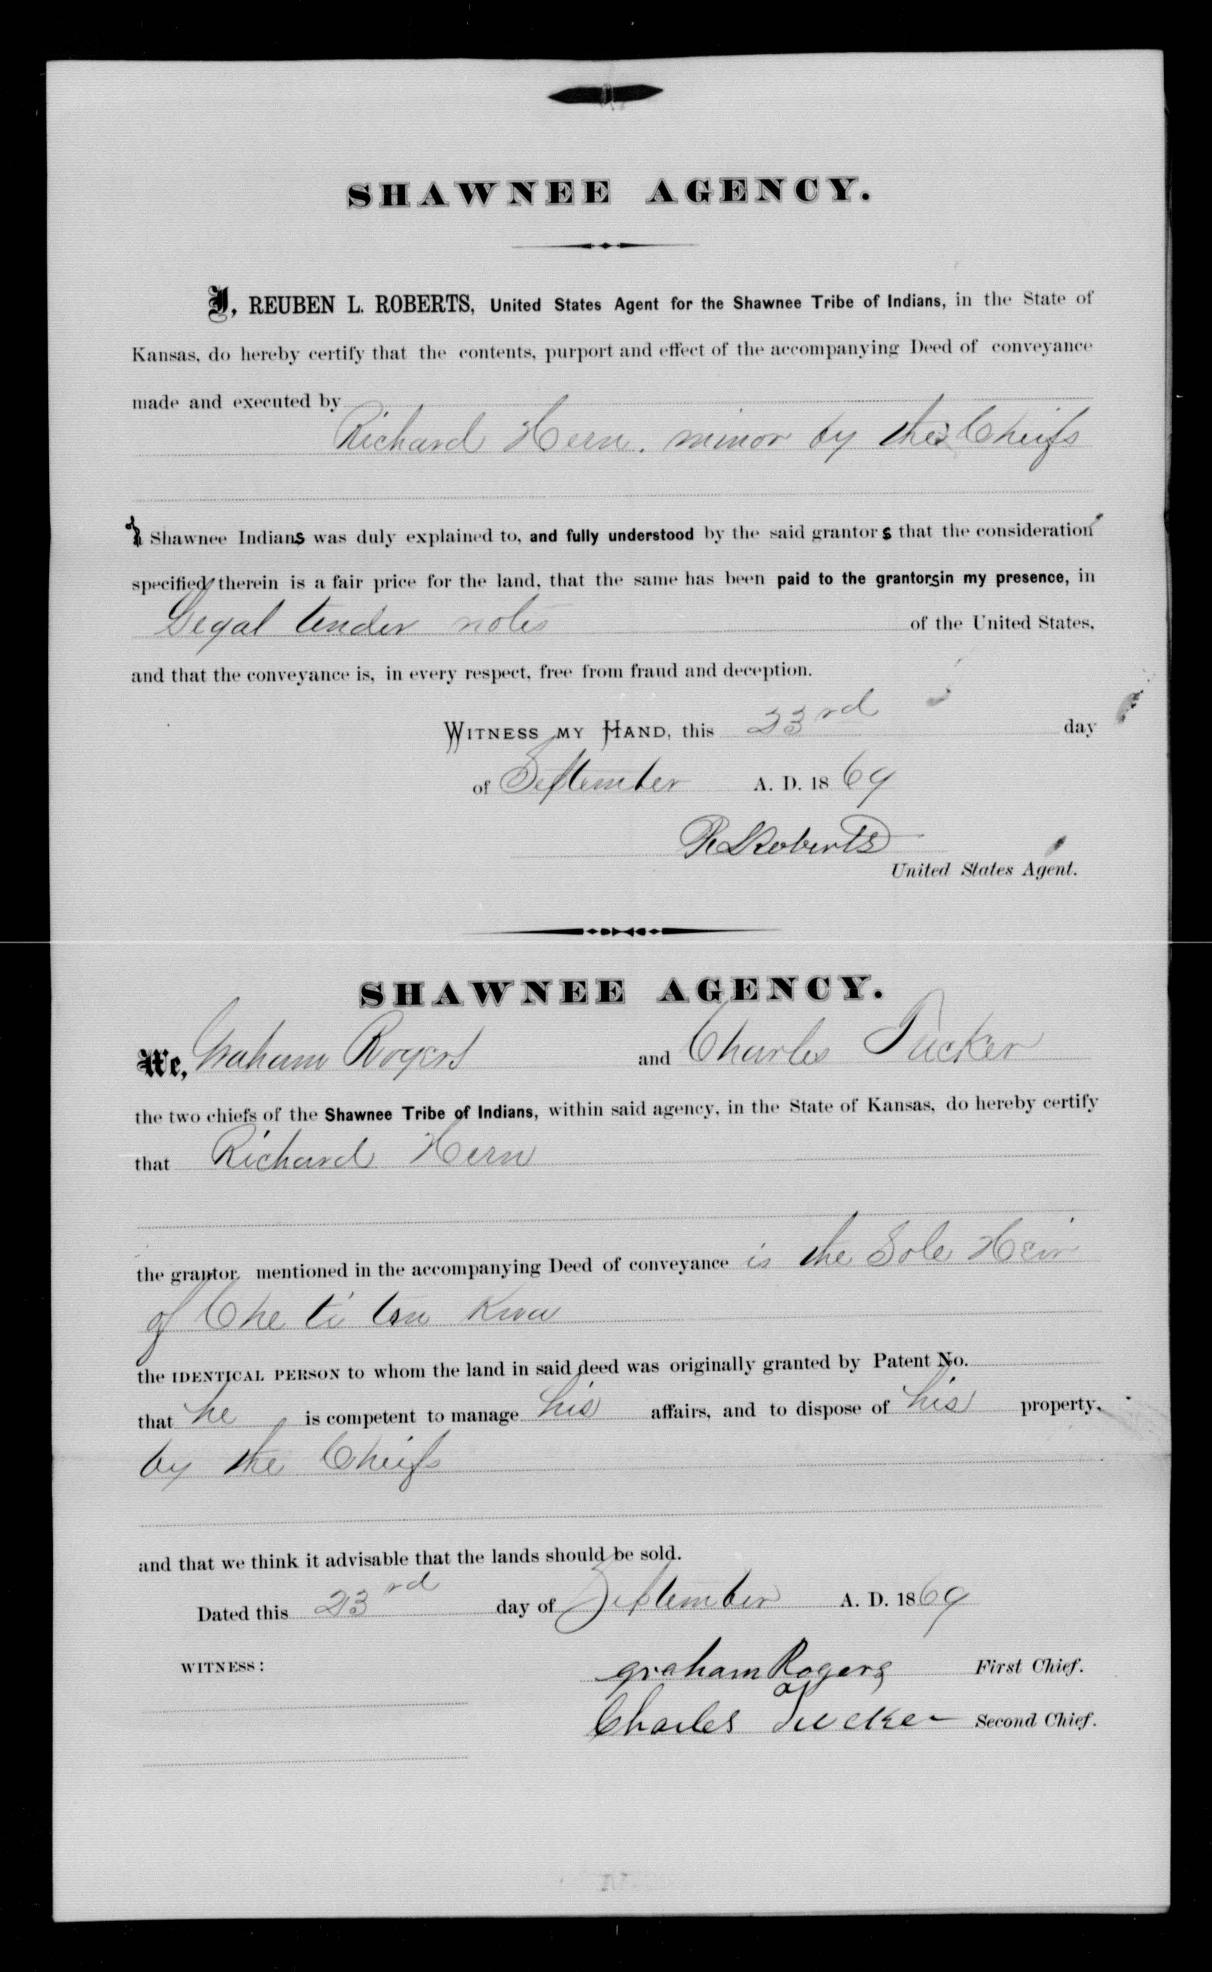 SHAWNEE AGENCY.
I, REUBEN L. ROBERTS, United States Agent for the Shawnee Tribe of Indians, in the State of
Kansas, do hereby certify that the contents, purport and effect of the accompanying Deed of conveyance
made and executed by
Richard Hern. minor by the Cheifs
of Shawnee Indians was duly explained to, and fully understood by the said grantors that the consideration
specified therein is a fair price for the land, that the same has been paid to the grantors in my presence, in
Legal tender notes of the United States,
and that the conveyance is, in every respect, free from fraud and deception.
WITNESS MY HAND, this 23rd day
of September A. D. 1869
R L Roberts
United States Agent.
SHAWNEE AGENCY.
We, Graham Rogers and Charles Tucker
the two chiefs of the Shawnee Tribe of Indians, within said agency, in the State of Kansas, do hereby certify
that Richard Hern
the grantor mentioned in the accompanying Deed of conveyance is the Sole Heir
of Che ti ton Kwa
the IDENTICAL PERSON to whom the land in said deed was originally granted by Patent No.
that he is competent to manage his affairs, and to dispose of his property,
by the Cheifs
and that we think it advisable that the lands should be sold.
Dated this 23rd day of September A. D. 1869
WITNESS:
graham Rogers First Chief.
Charles Tucker Second Chief.